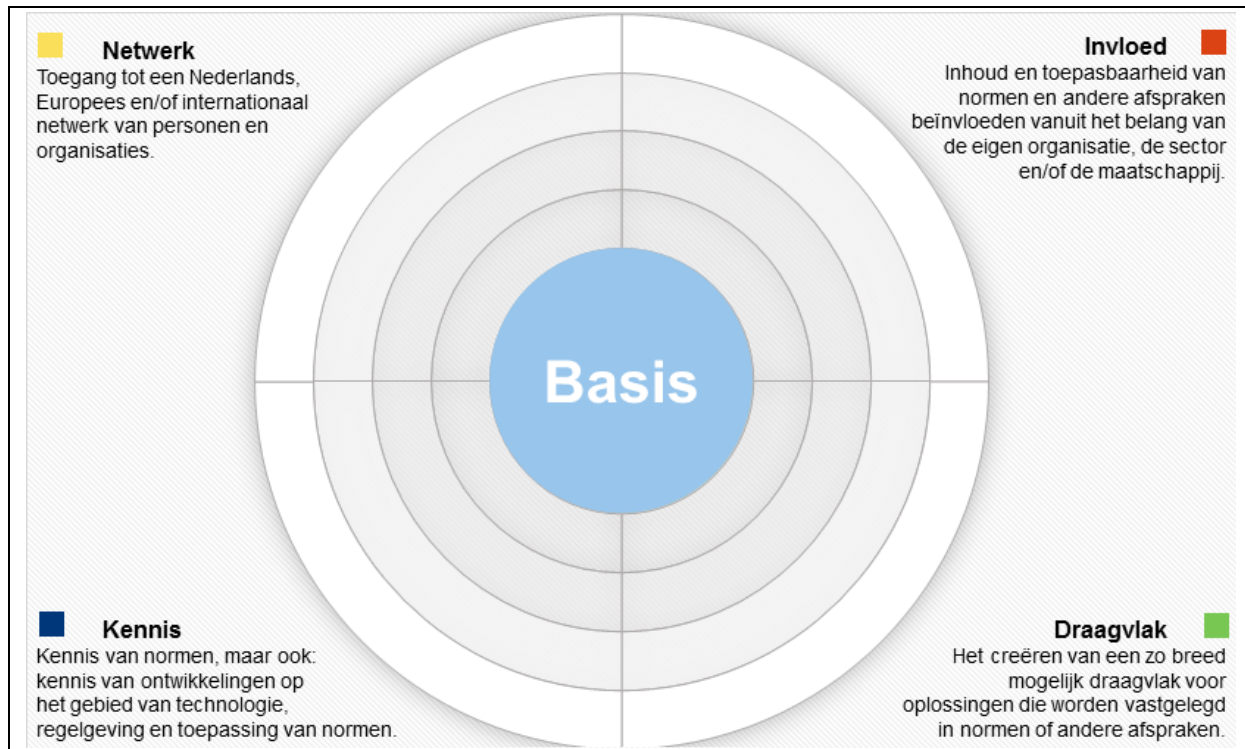 Netwerk
Toegang tot een Nederlands,
Europees en/of internationaal
netwerk van personen en
organisaties.
Invloed
Inhoud en toepasbaarheid van
normen en andere afspraken
beïnvloeden vanuit het belang van
de eigen organisatie, de sector
en/of de maatschappij.
Basis
Kennis
Kennis van normen, maar ook:
kennis van ontwikkelingen op
het gebied van technologie,
regelgeving en toepassing van normen.
Draagvlak
Het creëren van een zo breed
mogelijk draagvlak voor
oplossingen die worden vastgelegd
in normen of andere afspraken.